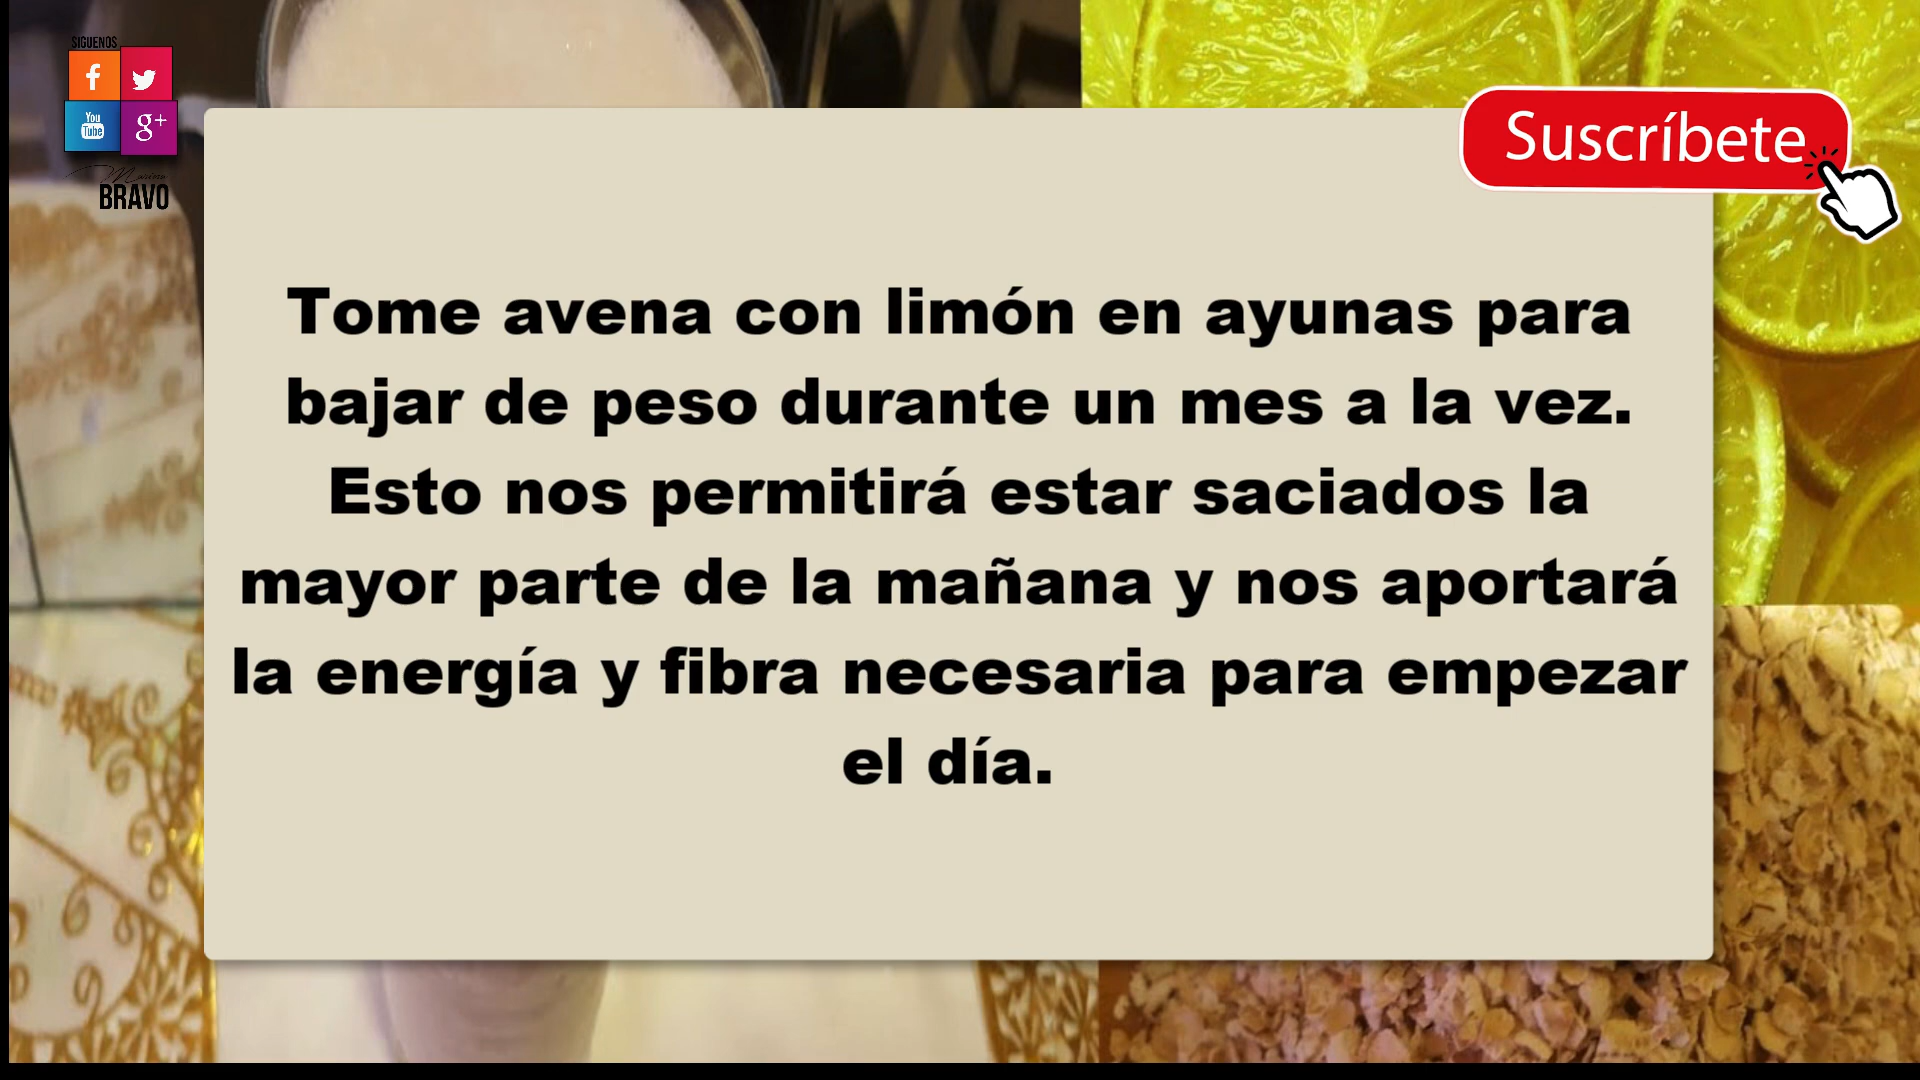 SIGUENOS
f
You
Tube
g+
BRAVO
Suscríbete
Tome avena con limón en ayunas para
bajar de peso durante un mes a la vez.
Esto nos permitirá estar saciados la
mayor parte de la mañana y nos aportará
la energía y fibra necesaria para empezar
el día.